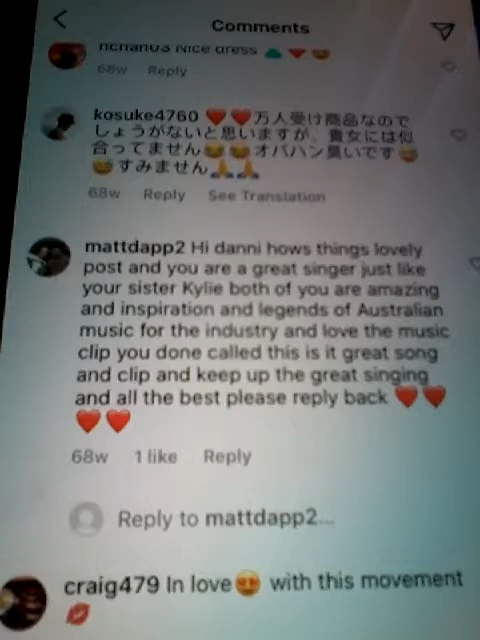 Comments
Nice dress
68w Reply
kosuke4760 ❤️❤️万人受け商品なので
しょうがないと思いますが、貴女には似
合ってません😂😂オバハン臭いです😅
😅すみません🙏🙏
68w Reply See Translation
mattdapp2 Hi danni hows things lovely
post and you are a great singer just like
your sister Kylie both of you are amazing
and inspiration and legends of Australian
music for the industry and love the music
clip you done called this is it great song
and clip and keep up the great singing
and all the best please reply back ❤️❤️
❤️❤️
68w 1 like Reply
Reply to mattdapp2...
craig479 In love😍 with this movement
💋